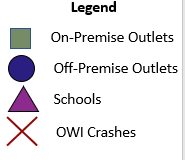 Legend
On-Premise Outlets
Off-Premise Outlets
Schools
OWI Crashes